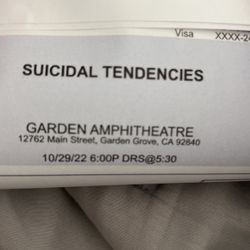 Visa XXXX-24
SUICIDAL TENDENCIES
GARDEN AMPHITHEATRE
12762 Main Street, Garden Grove, CA 92840
10/29/22 6:00P DRS@5:30